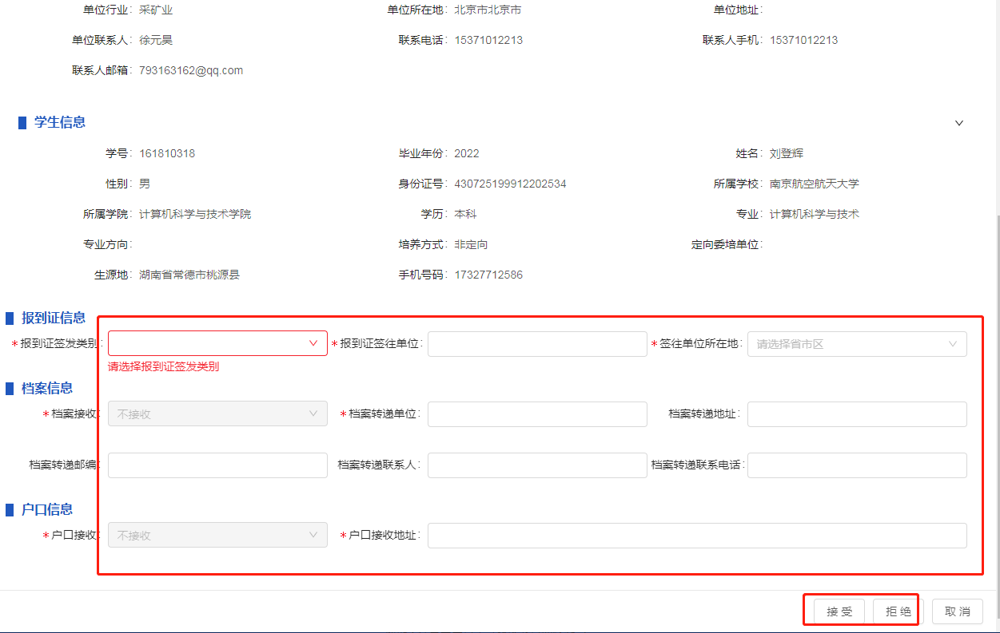 单位行业: 采矿业 单位所在地: 北京市北京市 单位地址:
单位联系人: 徐元昊 联系电话: 15371012213 联系人手机: 15371012213
联系人邮箱: 793163162@qq.com
学生信息
学号: 161810318 毕业年份: 2022 姓名: 刘登辉
性别: 男 身份证号: 430725199912202534 所属学校: 南京航空航天大学
所属学院: 计算机科学与技术学院 学历: 本科 专业: 计算机科学与技术
专业方向: 培养方式: 非定向 定向委培单位:
生源地: 湖南省常德市桃源县 手机号码: 17327712586
报到证信息
*报到证签发类别: *报到证签往单位: *签往单位所在地: 请选择省市区
请选择报到证签发类别
档案信息
*档案接收: 不接收 *档案转递单位: 档案转递地址:
档案转递邮编: 档案转递联系人: 档案转递联系电话:
户口信息
*户口接收: 不接收 *户口接收地址:
接 受 拒 绝 取 消